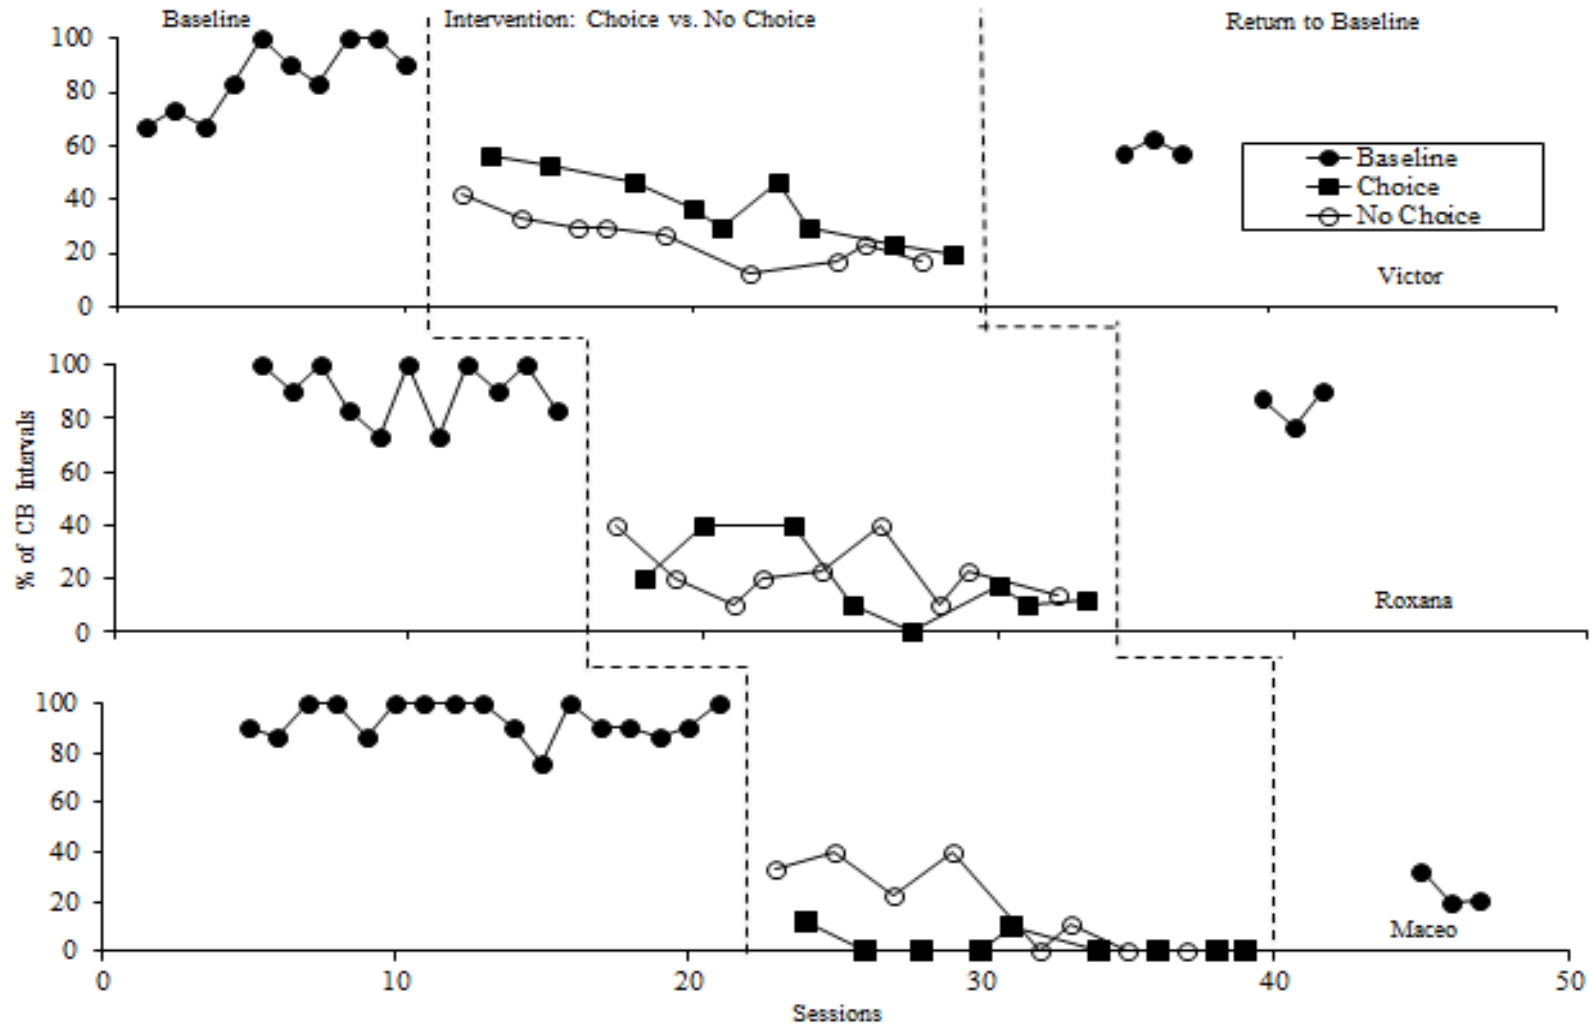 Baseline
Intervention: Choice vs. No Choice
Return to Baseline
100
80
60
40
20
0
Baseline
Choice
No Choice
Victor
% of CB Intervals
100
80
60
40
20
0
Roxana
100
80
60
40
20
0
Maceo
0 10 20 30 40 50
Sessions